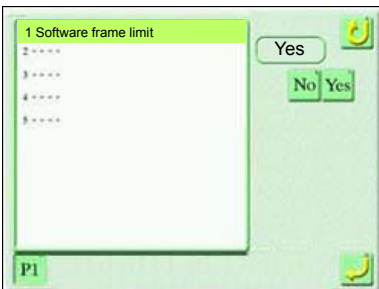 1 Software frame limit
2 - - - -
3 - - - -
4 - - - -
5 - - - -
Yes
No Yes
P1